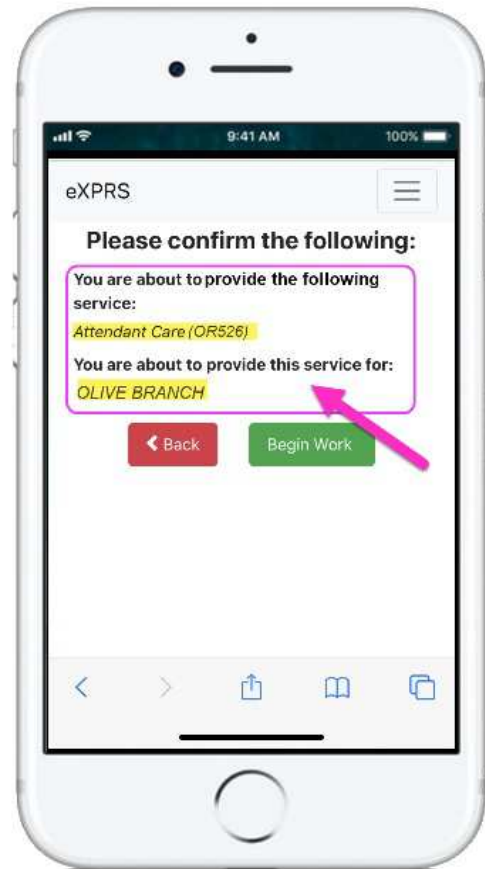 9:41 AM
100%
eXPRS
Please confirm the following:
You are about to provide the following
service:
Attendant Care (OR526)
You are about to provide this service for:
OLIVE BRANCH
Back
Begin Work